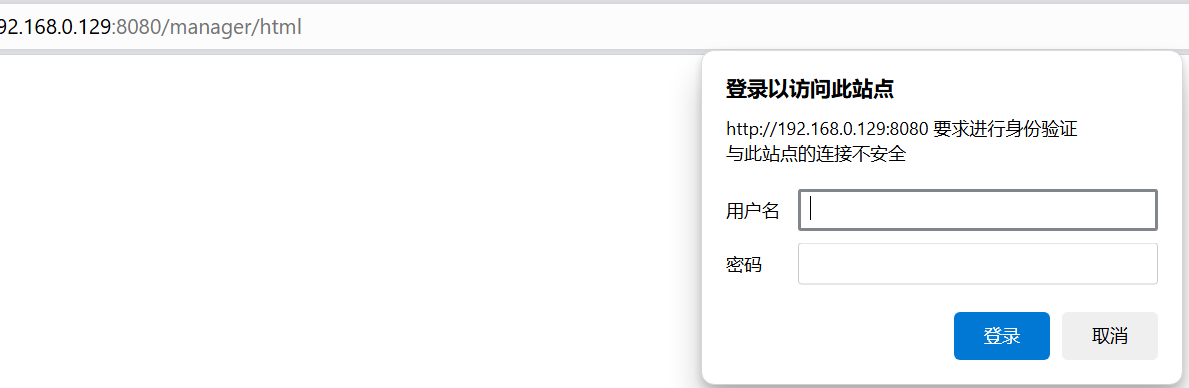 92.168.0.129:8080/manager/html
登录以访问此站点
http://192.168.0.129:8080 要求进行身份验证
与此站点的连接不安全
用户名
密码
登录
取消